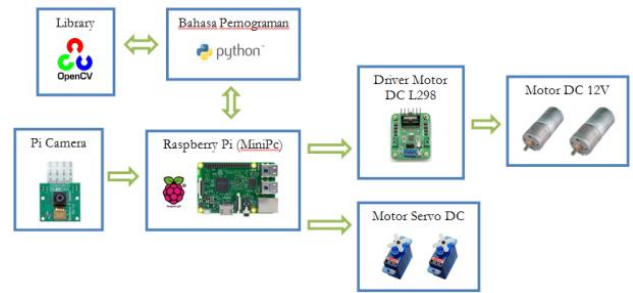 Library
OpenCV
Bahasa Pemograman
python
Driver Motor
DC L298
Motor DC 12V
Pi Camera
Raspberry Pi (MiniPc)
Motor Servo DC